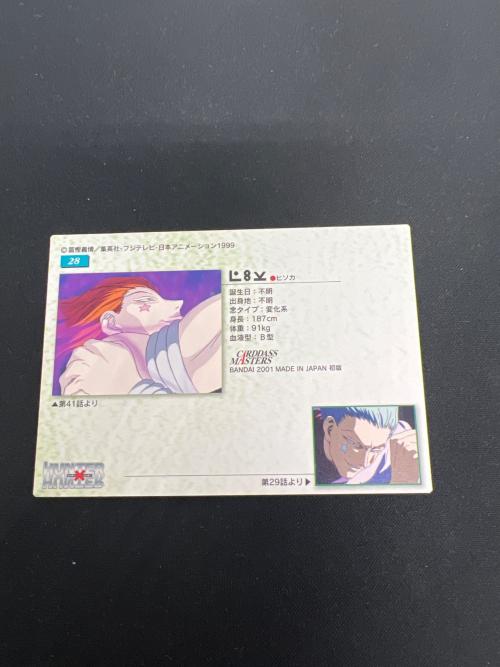 ©冨樫義博／集英社・フジテレビ・日本アニメーション1999
28
●ヒソカ
誕生日：不明
出身地：不明
念タイプ：変化系
身長：187cm
体重：91kg
血液型：B型
CARDDASS
MASTERS
BANDAI 2001 MADE IN JAPAN 初版
▲第41話より
HUNTER
×
HUNTER
第29話より▶